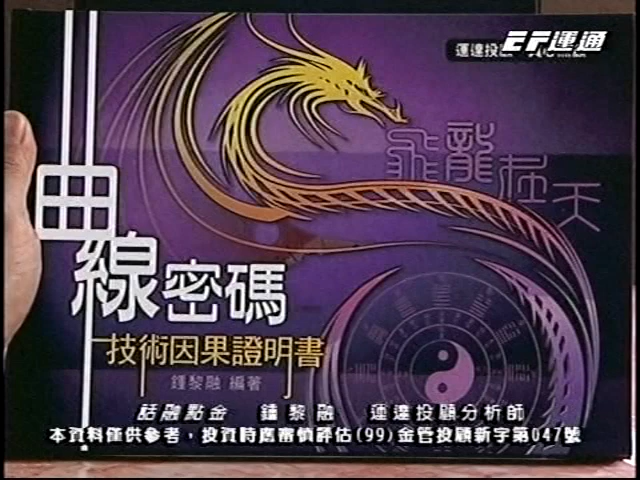 EF運通
運達投顧
飛龍在天
曲線密碼
技術因果證明書
鍾黎融 編著
話融點金 鍾黎融 運達投顧分析師
本資料僅供參考，投資時應審慎評估(99)金管投顧新字第047號